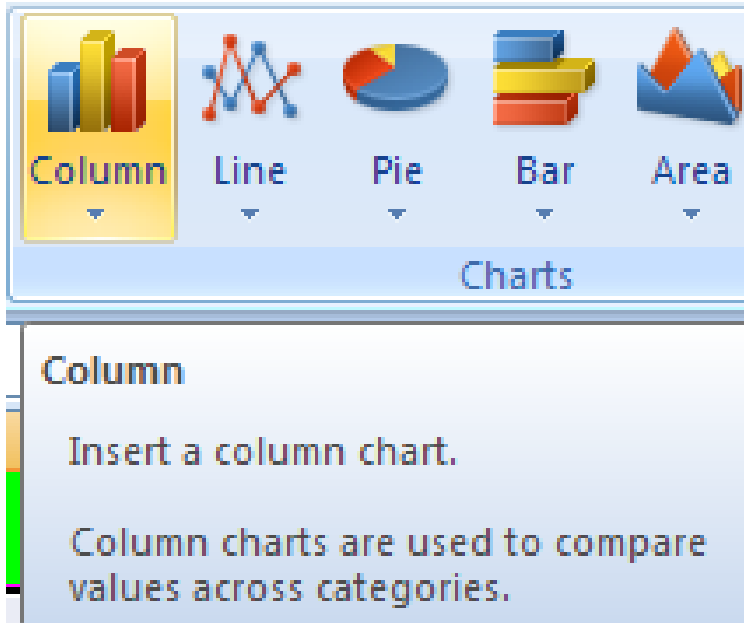 Column Line Pie Bar Area
Charts
Column
Insert a column chart.
Column charts are used to compare
values across categories.